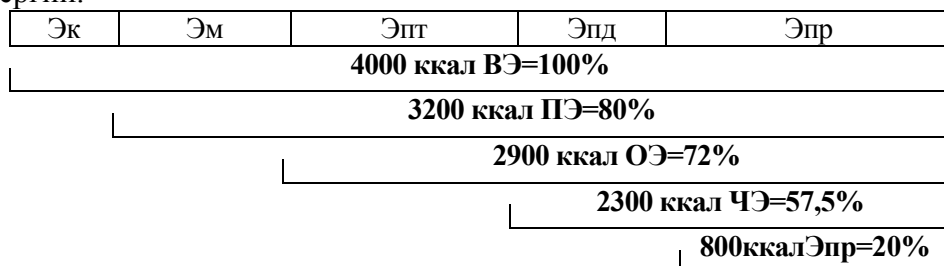 Эк Эм Эпт Эпд Эпр
4000 ккал ВЭ=100%
3200 ккал ПЭ=80%
2900 ккал ОЭ=72%
2300 ккал ЧЭ=57,5%
800ккалЭпр=20%